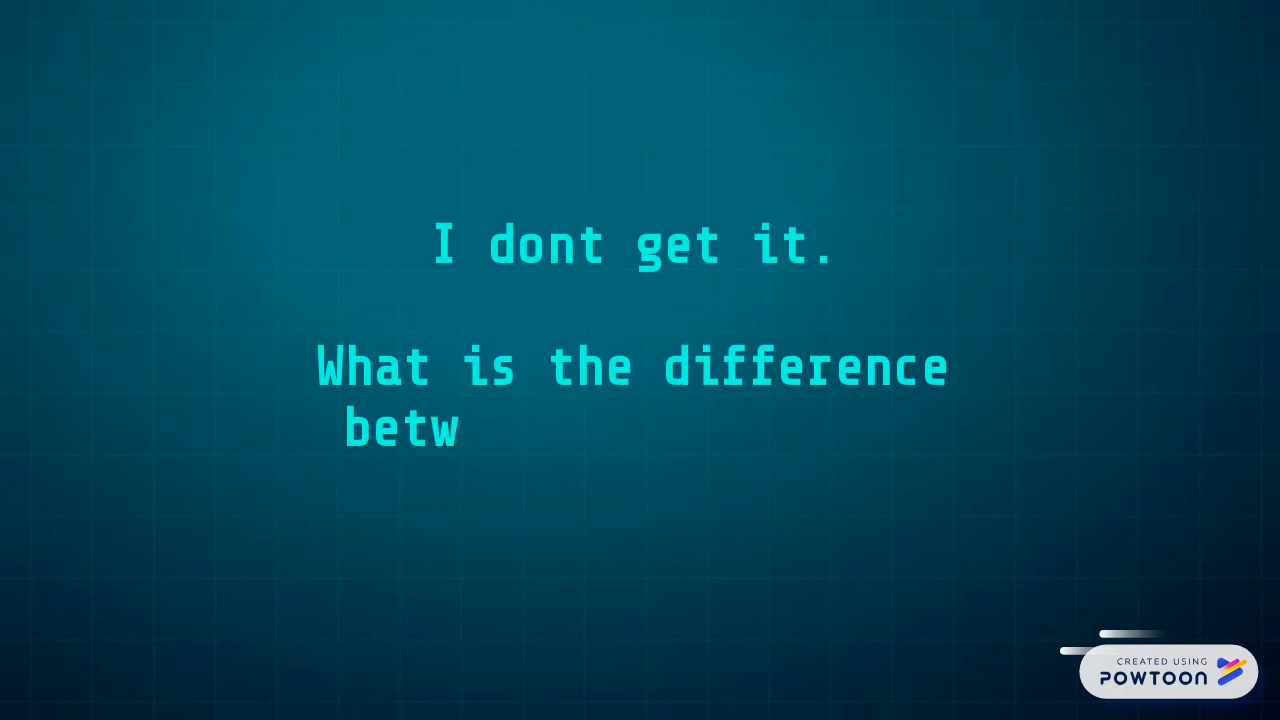 I dont get it.
What is the difference
betw
CREATED USING
POWTOON